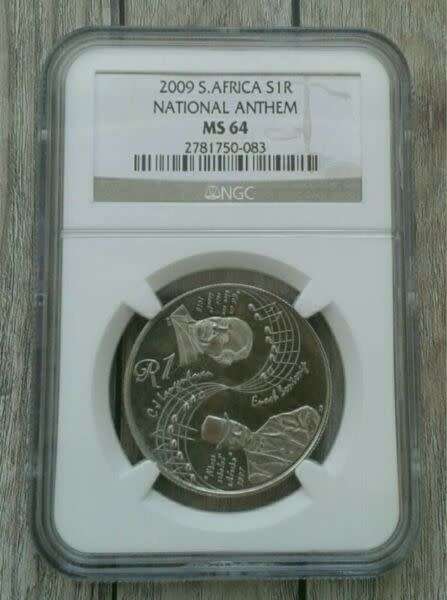 2009 S.AFRICA S1R
NATIONAL ANTHEM
MS 64
2781750-083
NGC
R1
Enoch Sontonga